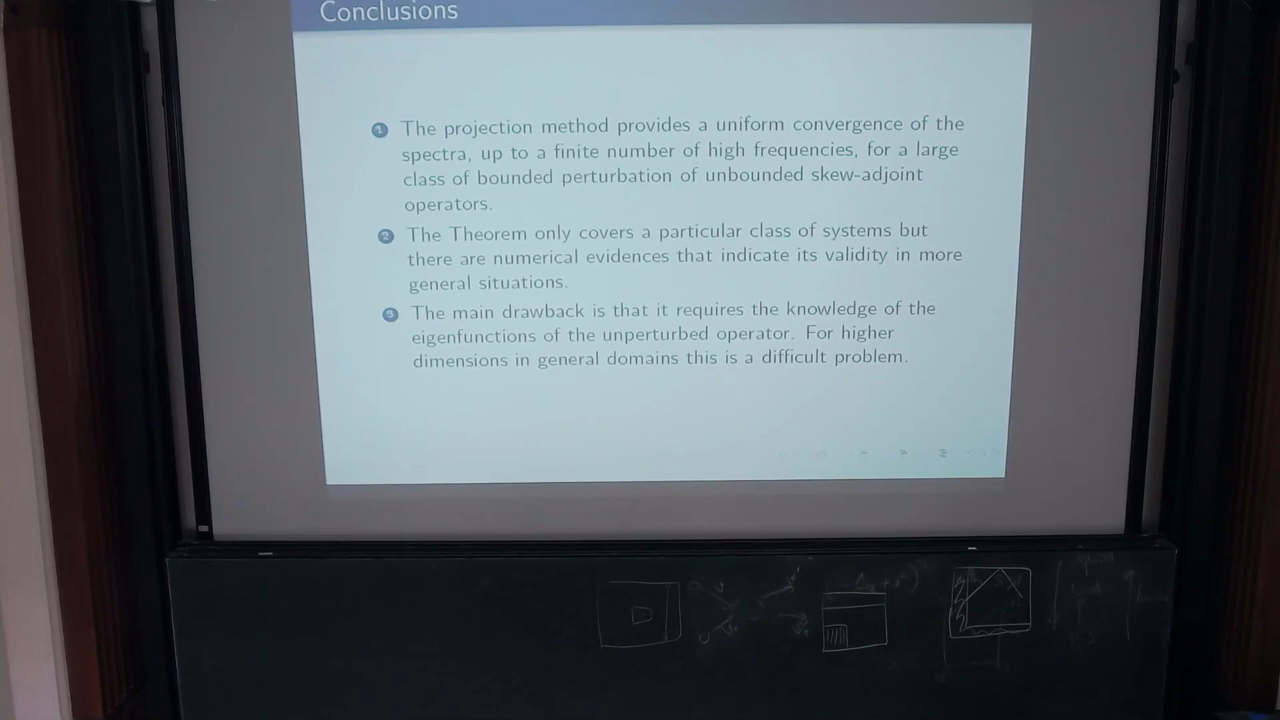 Conclusions
1 The projection method provides a uniform convergence of the
spectra, up to a finite number of high frequencies, for a large
class of bounded perturbation of unbounded skew-adjoint
operators.
2 The Theorem only covers a particular class of systems but
there are numerical evidences that indicate its validity in more
general situations.
3 The main drawback is that it requires the knowledge of the
eigenfunctions of the unperturbed operator. For higher
dimensions in general domains this is a difficult problem.